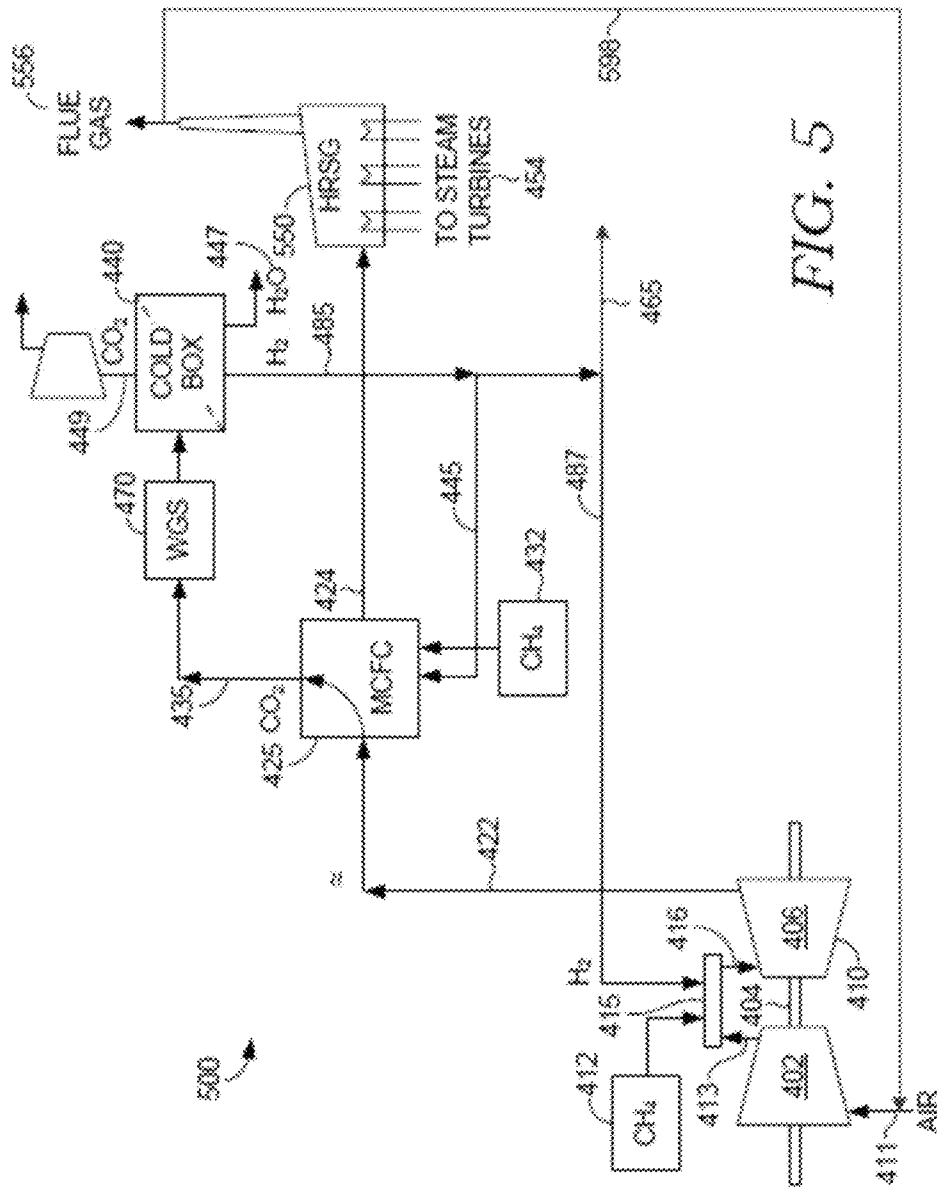 500
FLUE
GAS
556
598
449
CO₂
440
COLD
BOX
447
H₂O
H₂
485
550
HRSG
TO STEAM
TURBINES
454
470
WGS
435
CO₂
425
MCFC
424
445
432
CH₄
465
487
422
H₂
415
416
412
CH₄
413
404
402
406
410
411
AIR
FIG. 5